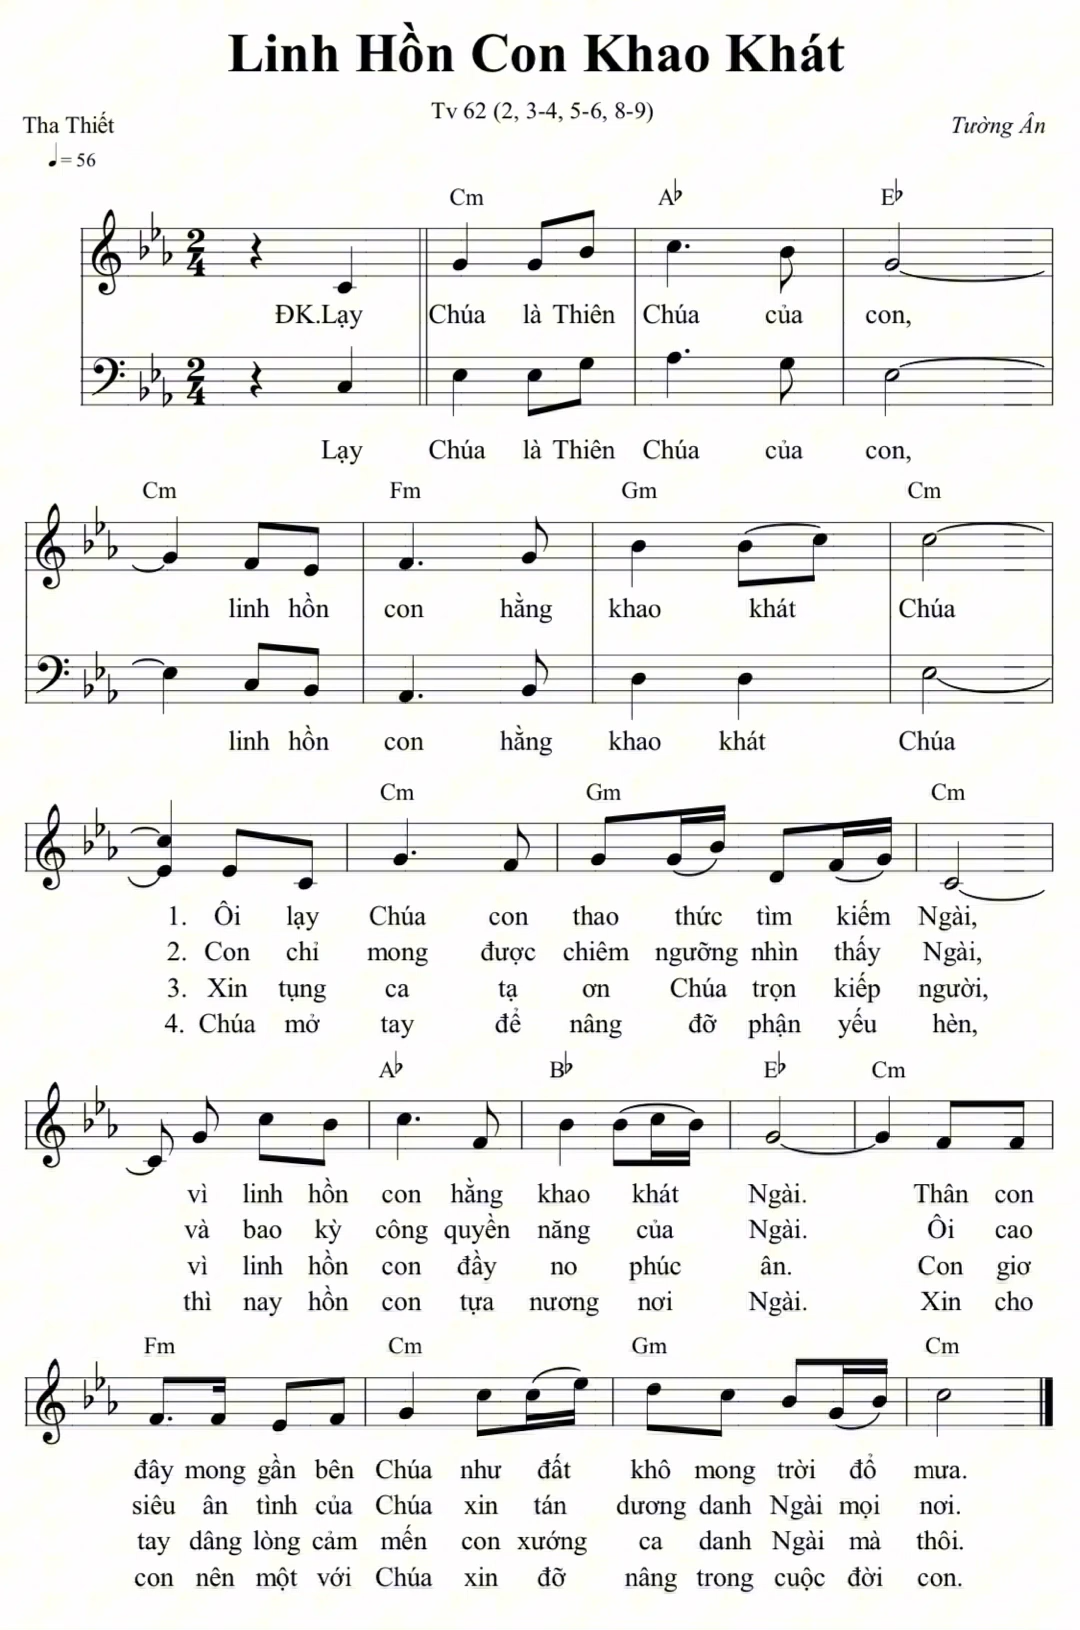 Linh Hồn Con Khao Khát
Tv 62 (2, 3-4, 5-6, 8-9)
Tha Thiết
Tường Ân
= 56
Cm A♭ E♭
2 4
ĐK.Lạy Chúa là Thiên Chúa của con,
2 4
Lạy Chúa là Thiên Chúa của con,
Cm Fm Gm Cm
linh hồn con hằng khao khát Chúa
linh hồn con hằng khao khát Chúa
Cm Gm Cm
1. Ôi lạy Chúa con thao thức tìm kiếm Ngài,
2. Con chỉ mong được chiêm ngưỡng nhìn thấy Ngài,
3. Xin tụng ca tạ ơn Chúa trọn kiếp người,
4. Chúa mở tay để nâng đỡ phận yếu hèn,
A♭ B♭ E♭ Cm
vì linh hồn con hằng khao khát Ngài. Thân con
và bao kỳ công quyền năng của Ngài. Ôi cao
vì linh hồn con đầy no phúc ân. Con giơ
thì nay hồn con tựa nương nơi Ngài. Xin cho
Fm Cm Gm Cm
đây mong gần bên Chúa như đất khô mong trời đổ mưa.
siêu ân tình của Chúa xin tán dương danh Ngài mọi nơi.
tay dâng lòng cảm mến con xướng ca danh Ngài mà thôi.
con nên một với Chúa xin đỡ nâng trong cuộc đời con.